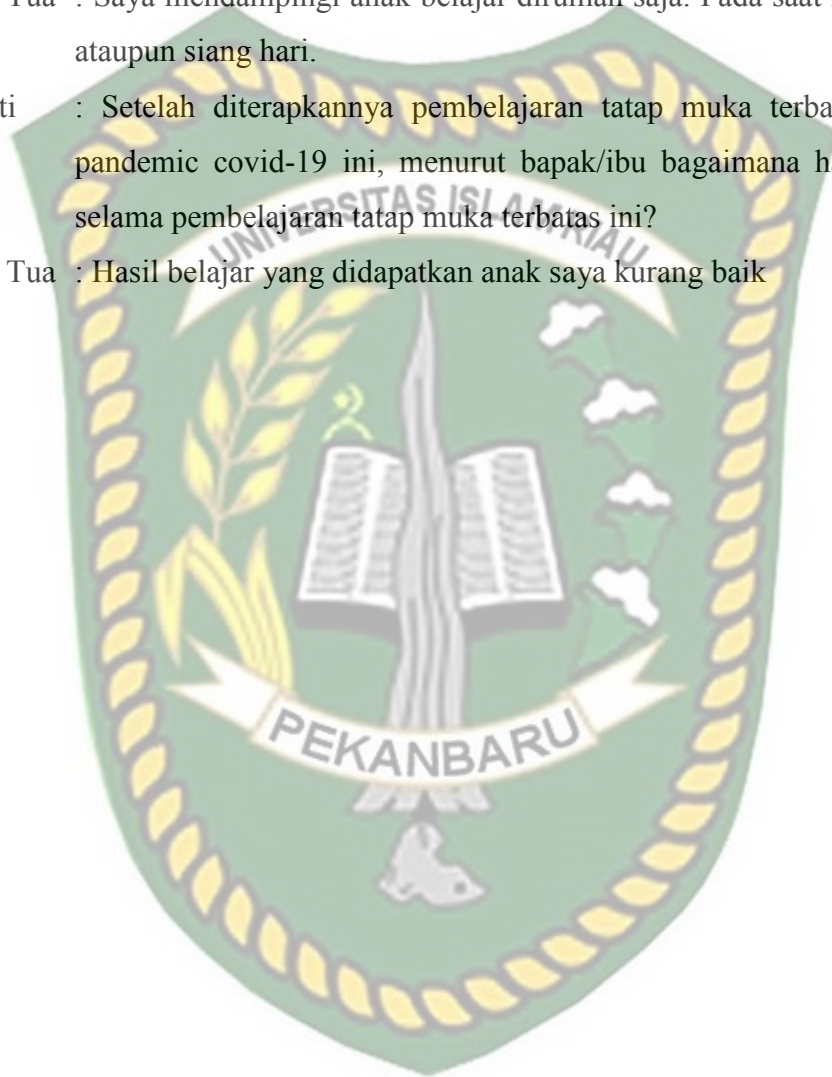 Tua : Saya mendampingi anak belajar dirumah saja. Pada saat
ataupun siang hari.
ti : Setelah diterapkannya pembelajaran tatap muka terba
pandemic covid-19 ini, menurut bapak/ibu bagaimana ha
selama pembelajaran tatap muka terbatas ini?
Tua : Hasil belajar yang didapatkan anak saya kurang baik
UNIVERSITAS ISLAM RIAU
PEKANBARU